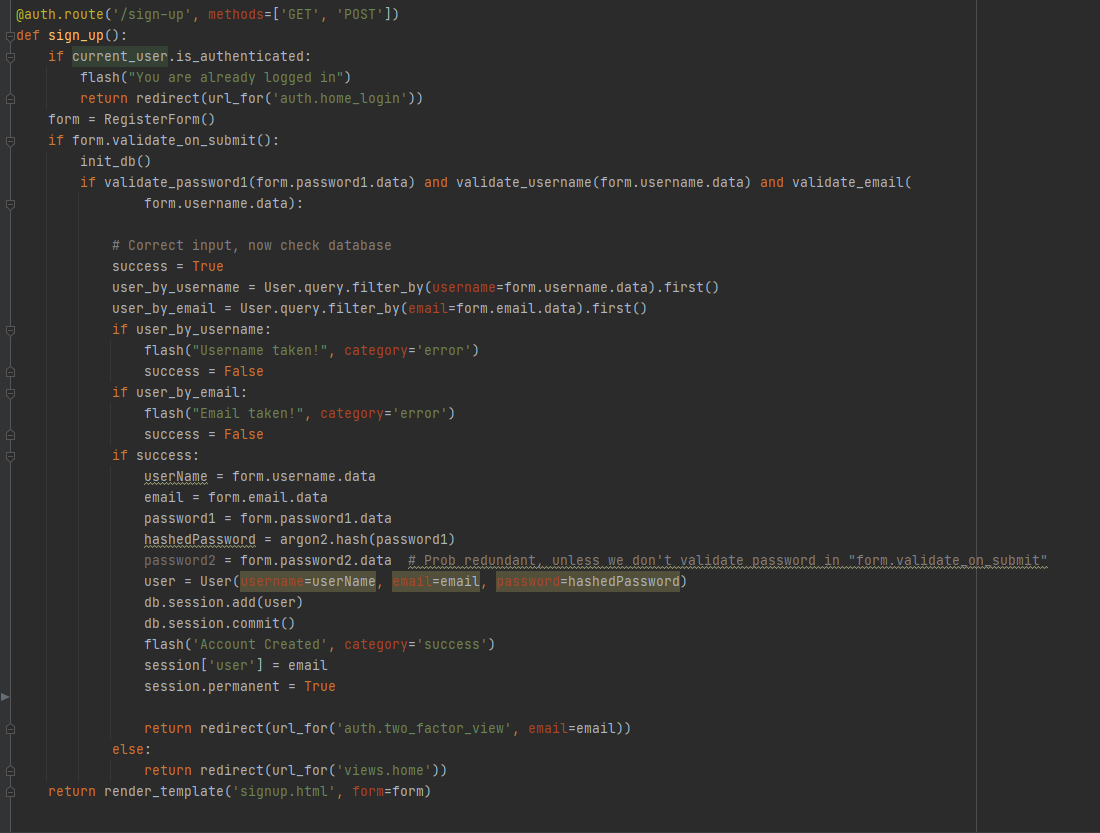 @auth.route('/sign-up', methods=['GET', 'POST'])
def sign_up():
    if current_user.is_authenticated:
        flash("You are already logged in")
        return redirect(url_for('auth.home_login'))
    form = RegisterForm()
    if form.validate_on_submit():
        init_db()
        if validate_password1(form.password1.data) and validate_username(form.username.data) and validate_email(
                form.username.data):

            # Correct input, now check database
            success = True
            user_by_username = User.query.filter_by(username=form.username.data).first()
            user_by_email = User.query.filter_by(email=form.email.data).first()
            if user_by_username:
                flash("Username taken!", category='error')
                success = False
            if user_by_email:
                flash("Email taken!", category='error')
                success = False
            if success:
                userName = form.username.data
                email = form.email.data
                password1 = form.password1.data
                hashedPassword = argon2.hash(password1)
                password2 = form.password2.data  # Prob redundant, unless we don't validate password in "form.validate_on_submit"
                user = User(username=userName, email=email, password=hashedPassword)
                db.session.add(user)
                db.session.commit()
                flash('Account Created', category='success')
                session['user'] = email
                session.permanent = True

                return redirect(url_for('auth.two_factor_view', email=email))
            else:
                return redirect(url_for('views.home'))
    return render_template('signup.html', form=form)